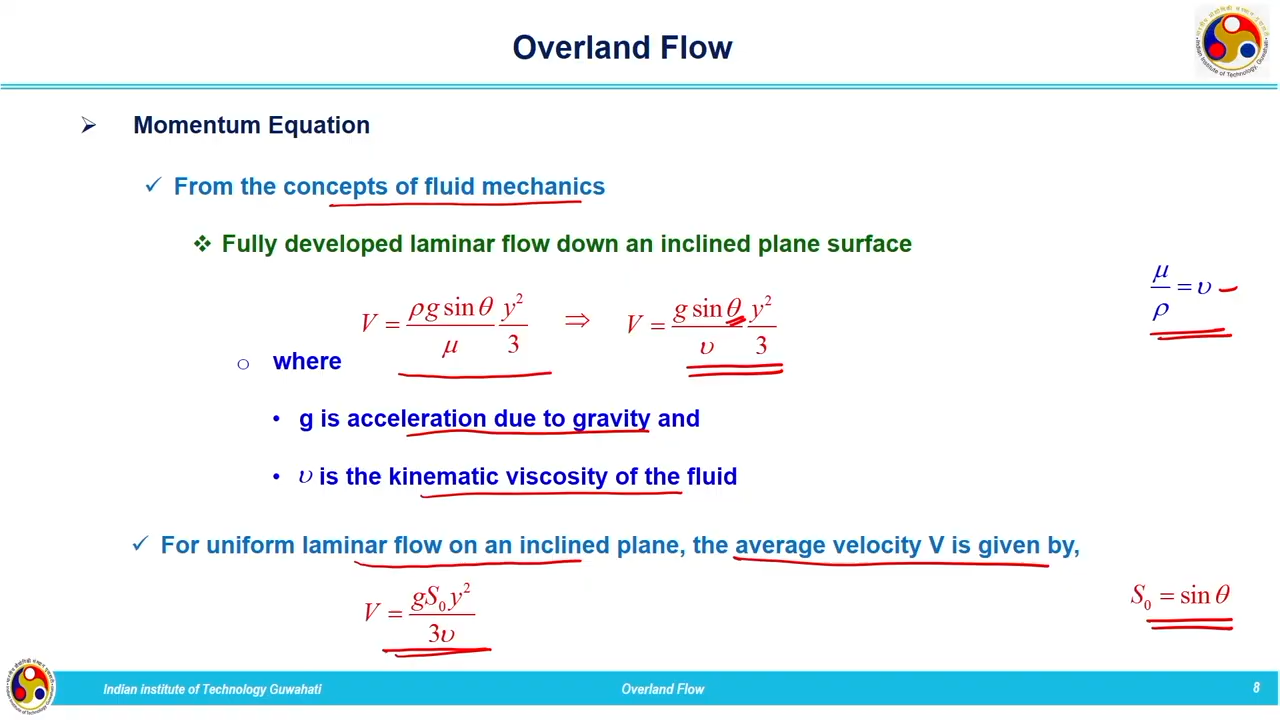 Overland Flow
➢ Momentum Equation
✓ From the concepts of fluid mechanics
❖ Fully developed laminar flow down an inclined plane surface
V = ρg sin θ / μ y² / 3 ⇒ V = g sin θ / υ y² / 3
μ / ρ = υ
○ where
• g is acceleration due to gravity and
• υ is the kinematic viscosity of the fluid
✓ For uniform laminar flow on an inclined plane, the average velocity V is given by,
V = gS₀y² / 3υ
S₀ = sin θ
Indian institute of Technology Guwahati Overland Flow 8